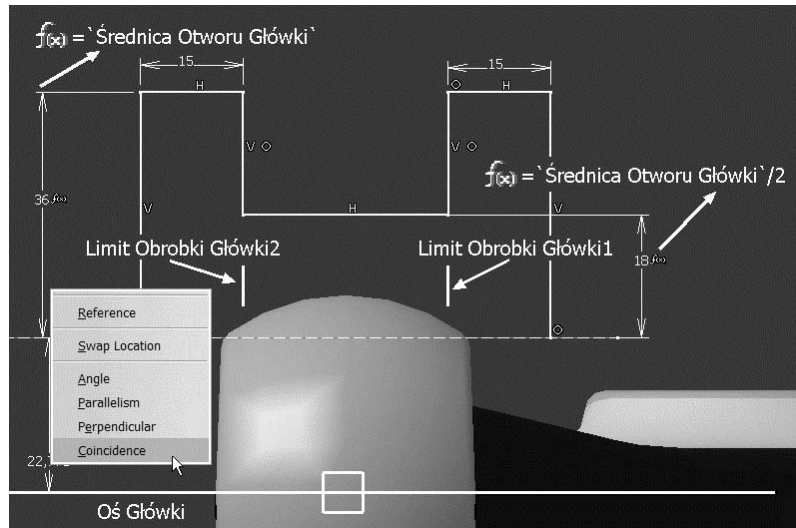 f(x) =`Średnica Otworu Główki`
15
15
H
H
V
V
f(x) =`Średnica Otworu Główki`/2
36 f(x)
V
H
V
Limit Obrobki Główki2
Limit Obrobki Główki1
18 f(x)
Reference
Swap Location
Angle
Parallelism
Perpendicular
Coincidence
Oś Główki